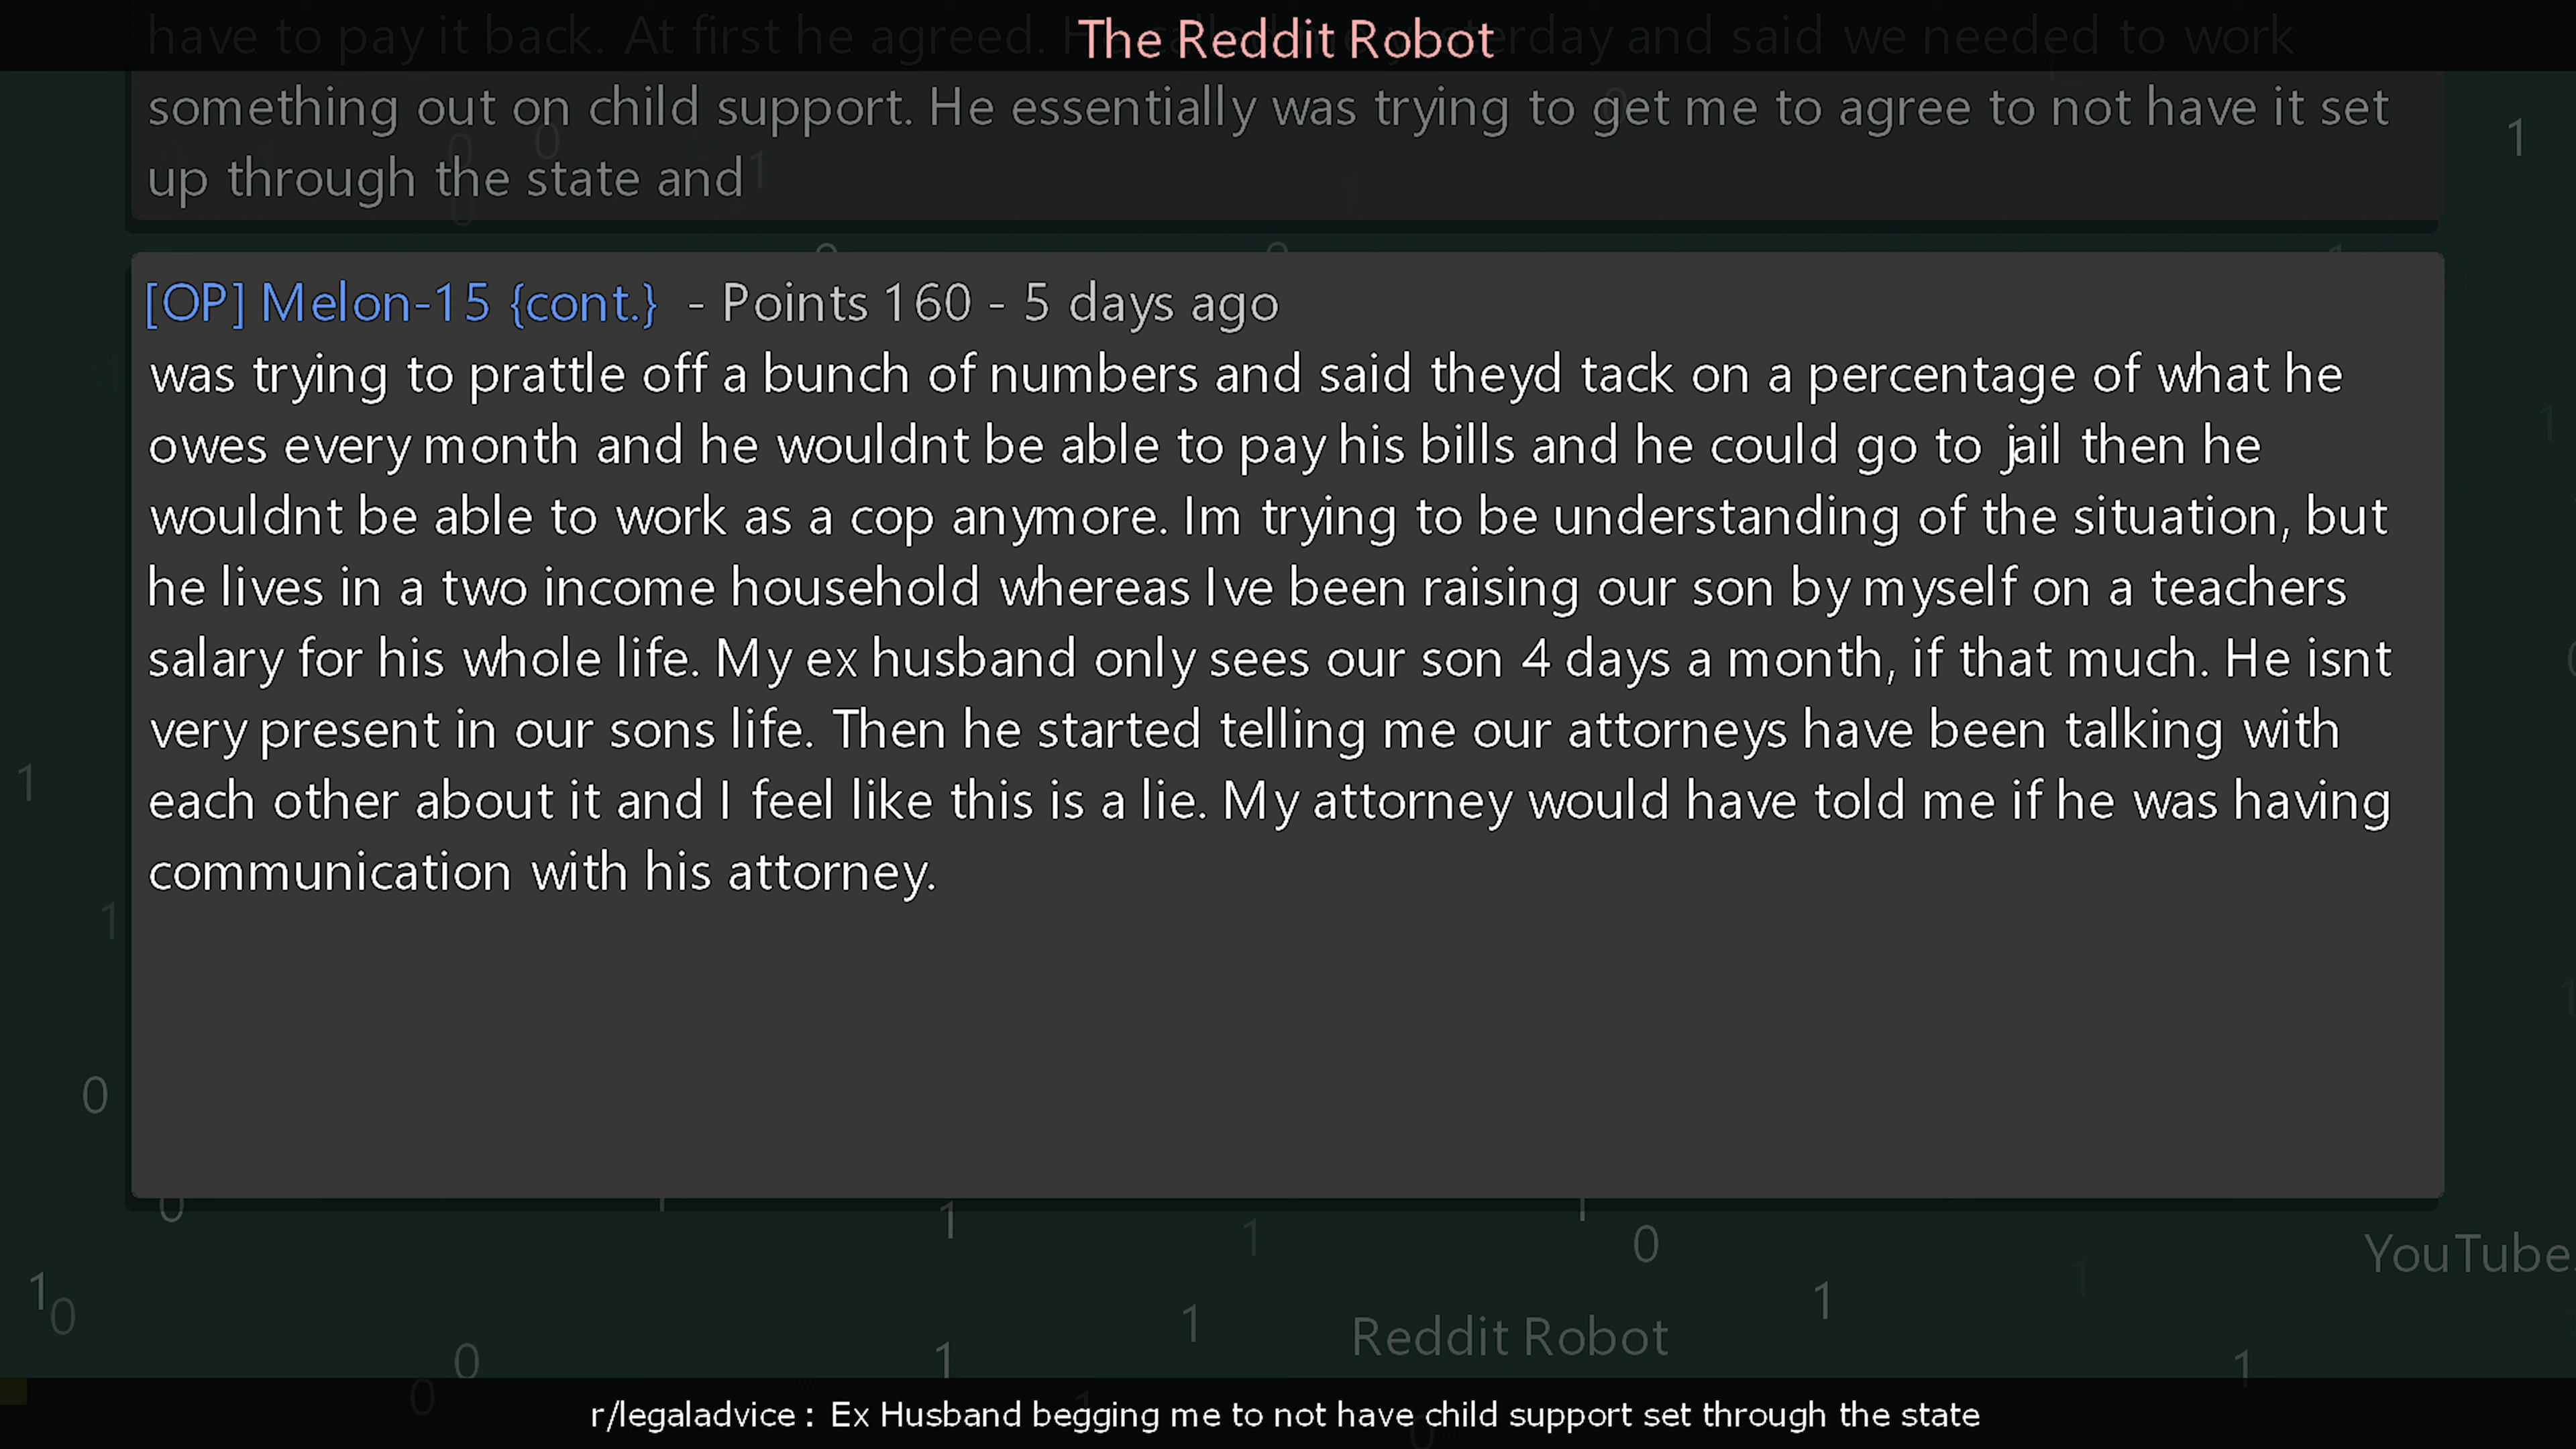 The Reddit Robot
have to pay it back. At first he agreed. yesterday and said we needed to work
something out on child support. He essentially was trying to get me to agree to not have it set
up through the state and
[OP] Melon-15 {cont.} - Points 160 - 5 days ago
was trying to prattle off a bunch of numbers and said theyd tack on a percentage of what he
owes every month and he wouldnt be able to pay his bills and he could go to jail then he
wouldnt be able to work as a cop anymore. Im trying to be understanding of the situation, but
he lives in a two income household whereas Ive been raising our son by myself on a teachers
salary for his whole life. My ex husband only sees our son 4 days a month, if that much. He isnt
very present in our sons life. Then he started telling me our attorneys have been talking with
each other about it and I feel like this is a lie. My attorney would have told me if he was having
communication with his attorney.
YouTube.
Reddit Robot
r/legaladvice : Ex Husband begging me to not have child support set through the state